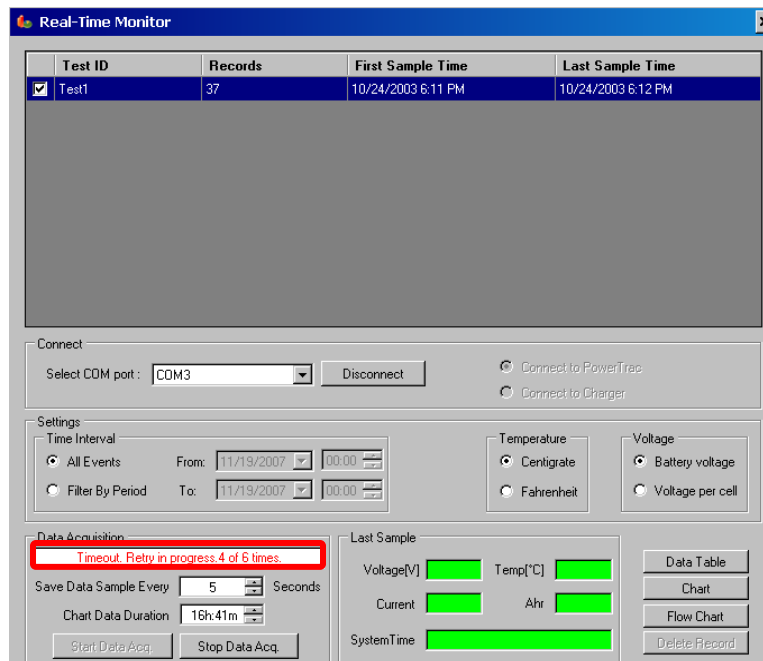 Real-Time Monitor
Test ID Records First Sample Time Last Sample Time
Test1 37 10/24/2003 6:11 PM 10/24/2003 6:12 PM
Connect
Select COM port : COM3 Disconnect Connect to PowerTrac
Connect to Charger
Settings
Time Interval Temperature Voltage
All Events From: 11/19/2007 00:00 Centigrate Battery voltage
Filter By Period To: 11/19/2007 00:00 Fahrenheit Voltage per cell
Data Acquisition Last Sample
Timeout. Retry in progress.4 of 6 times. Voltage[V] Temp[°C] Data Table
Save Data Sample Every 5 Seconds Chart
Chart Data Duration 16h:41m Current Ahr Flow Chart
Start Data Acq. Stop Data Acq. SystemTime Delete Record